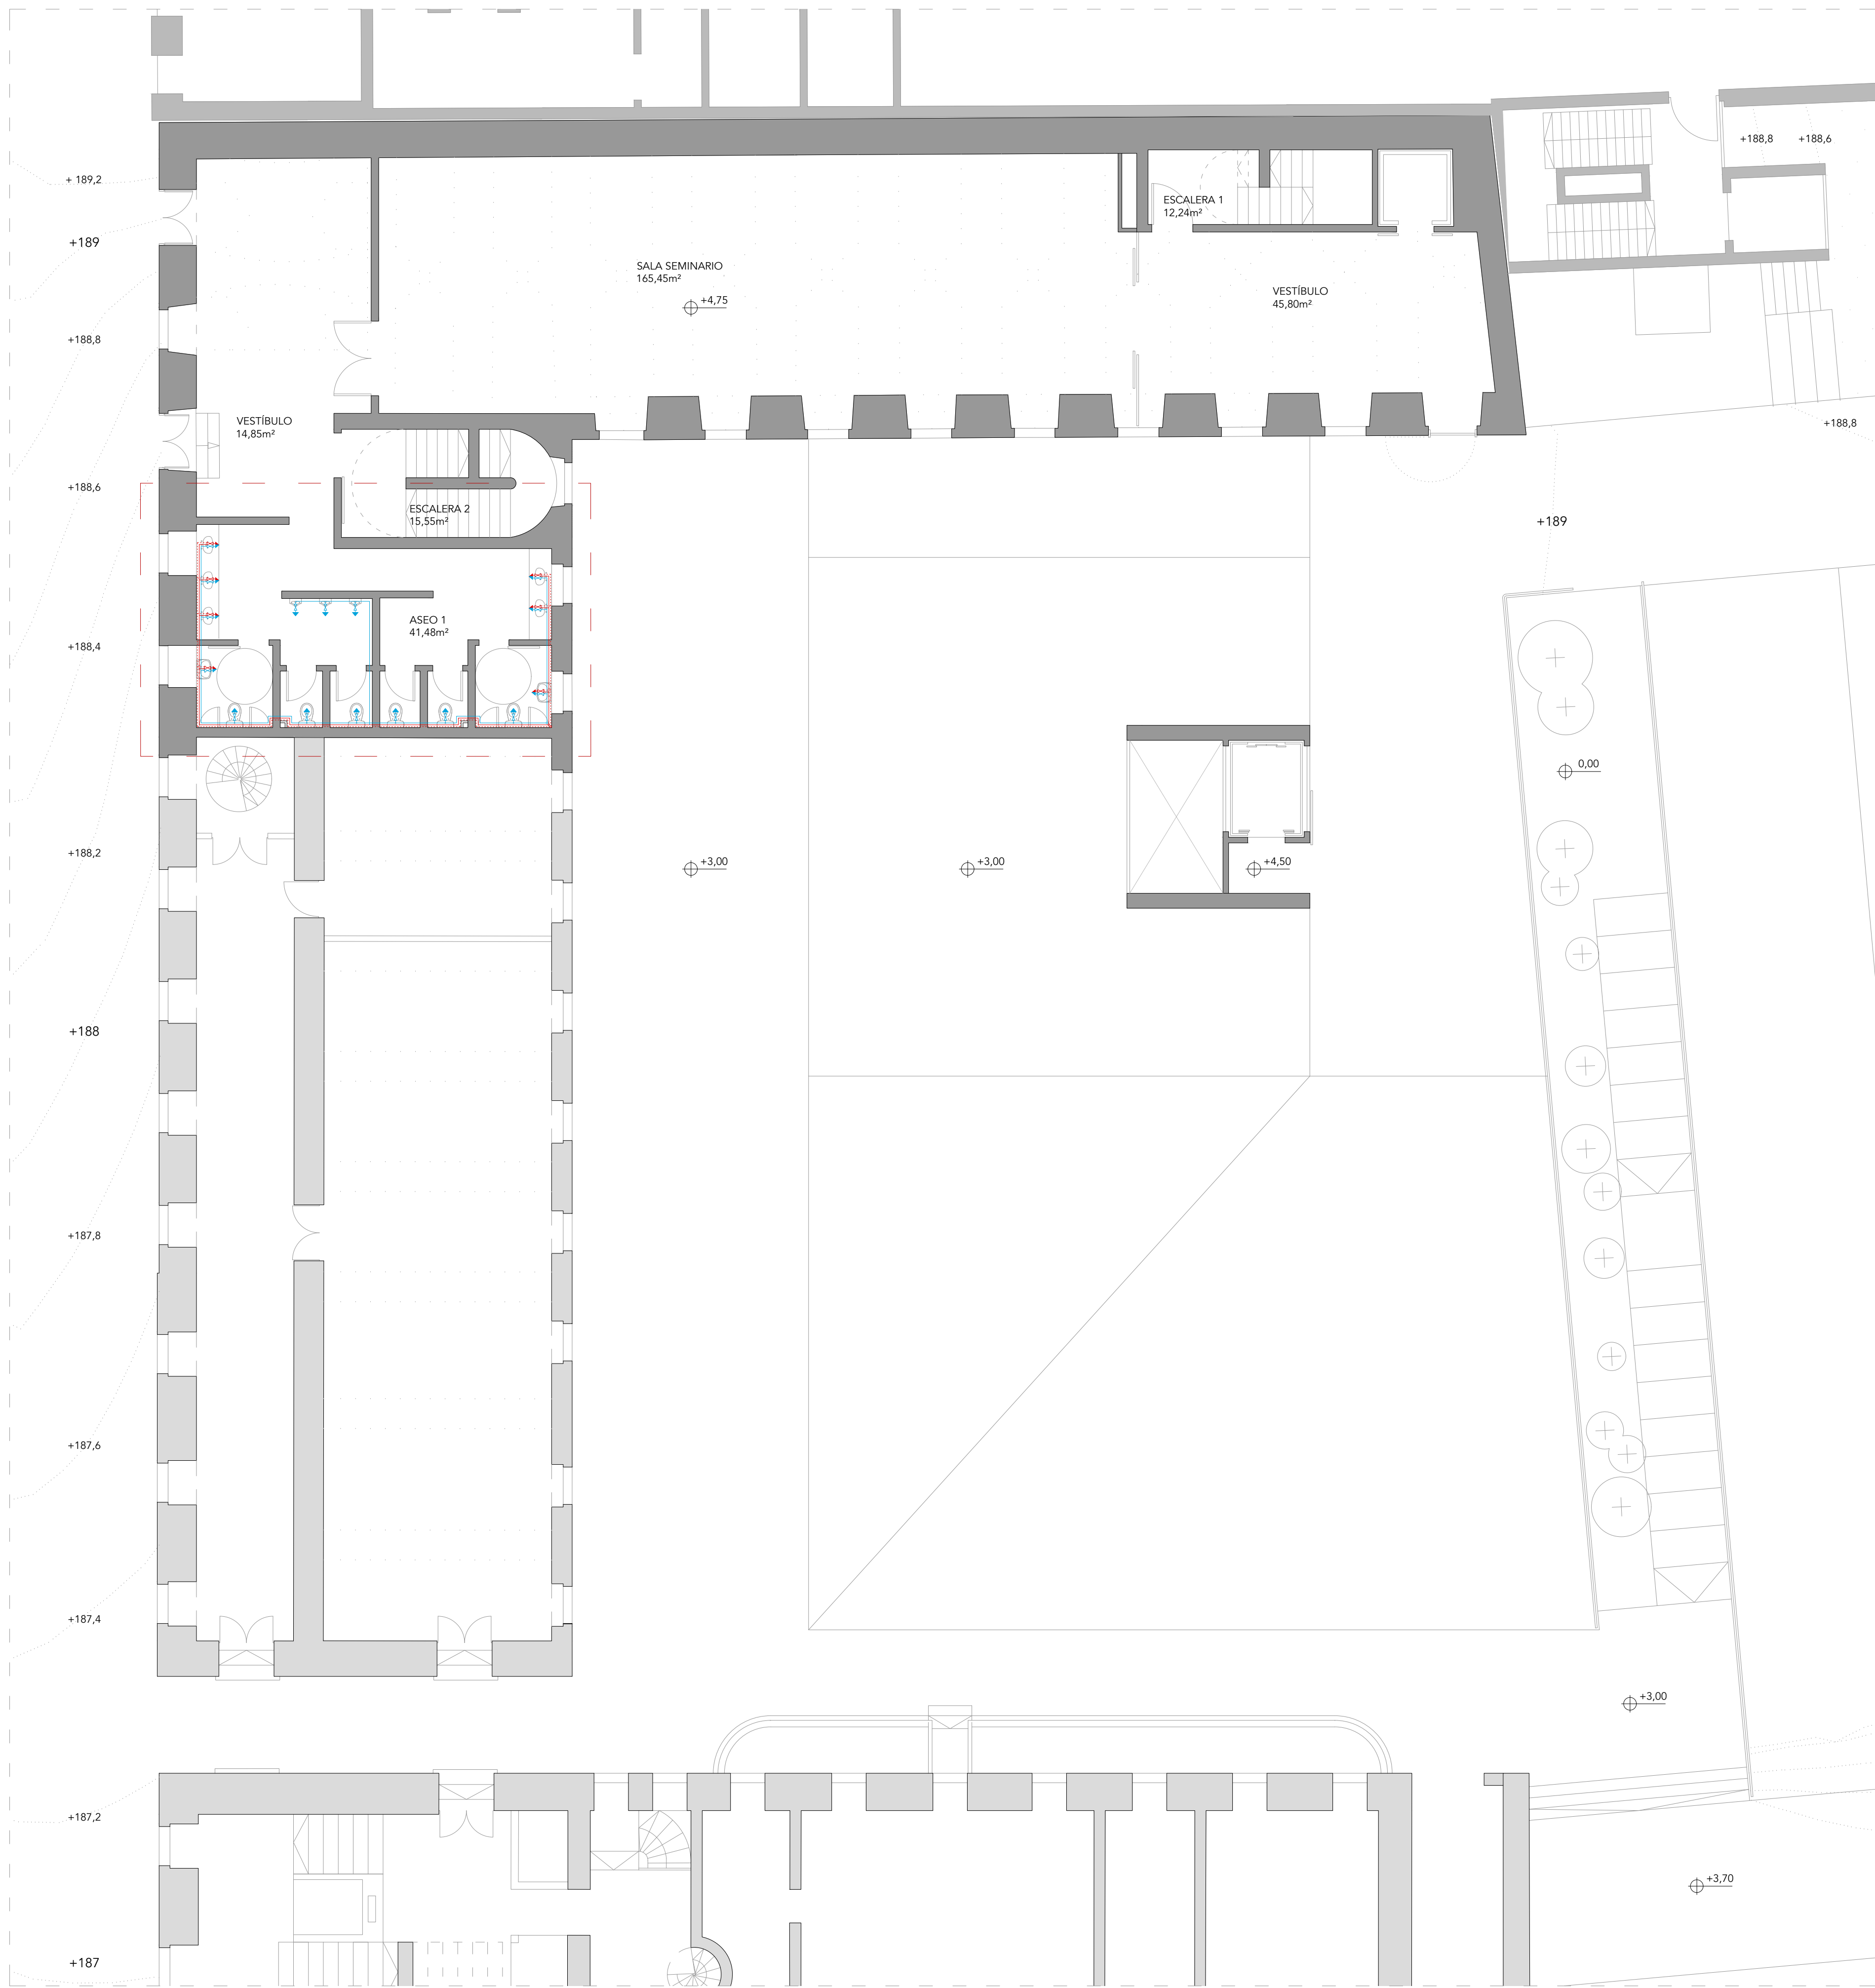 +188,8
+188,6
+ 189,2
ESCALERA 1
12,24m²
+189
SALA SEMINARIO
165,45m²
+4,75
VESTÍBULO
45,80m²
+188,8
VESTÍBULO
14,85m²
+188,8
+188,6
ESCALERA 2
15,55m²
+189
ASEO 1
41,48m²
+188,4
0,00
+188,2
+3,00
+3,00
+4,50
+188
+187,8
+187,6
+187,4
+3,00
+187,2
+3,70
+187